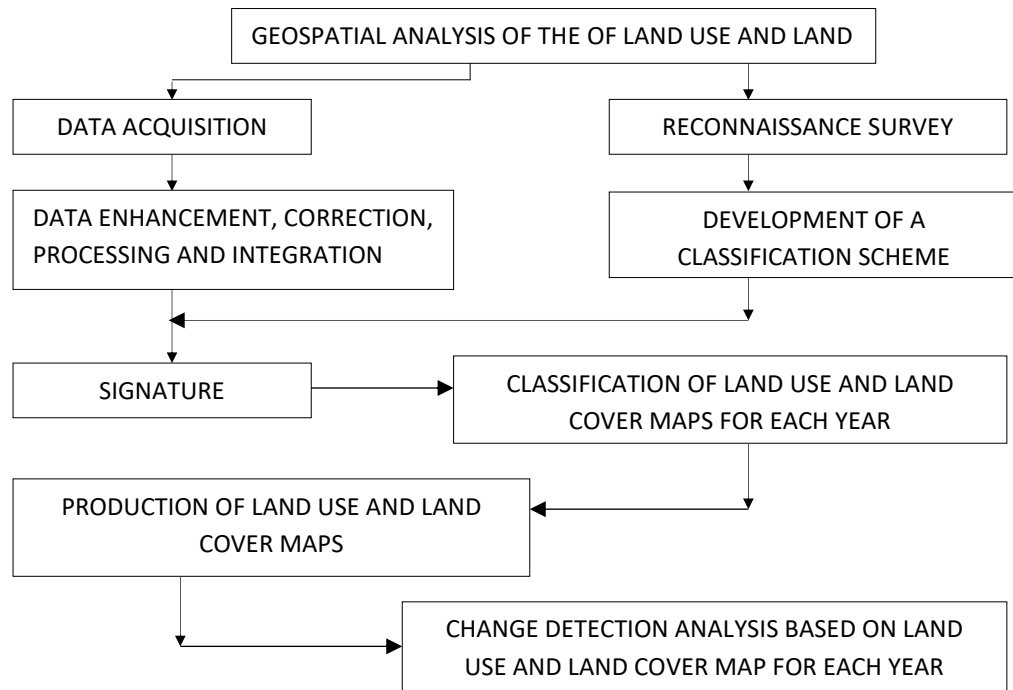 GEOSPATIAL ANALYSIS OF THE OF LAND USE AND LAND
DATA ACQUISITION
RECONNAISSANCE SURVEY
DATA ENHANCEMENT, CORRECTION,
PROCESSING AND INTEGRATION
DEVELOPMENT OF A
CLASSIFICATION SCHEME
SIGNATURE
CLASSIFICATION OF LAND USE AND LAND
COVER MAPS FOR EACH YEAR
PRODUCTION OF LAND USE AND LAND
COVER MAPS
CHANGE DETECTION ANALYSIS BASED ON LAND
USE AND LAND COVER MAP FOR EACH YEAR